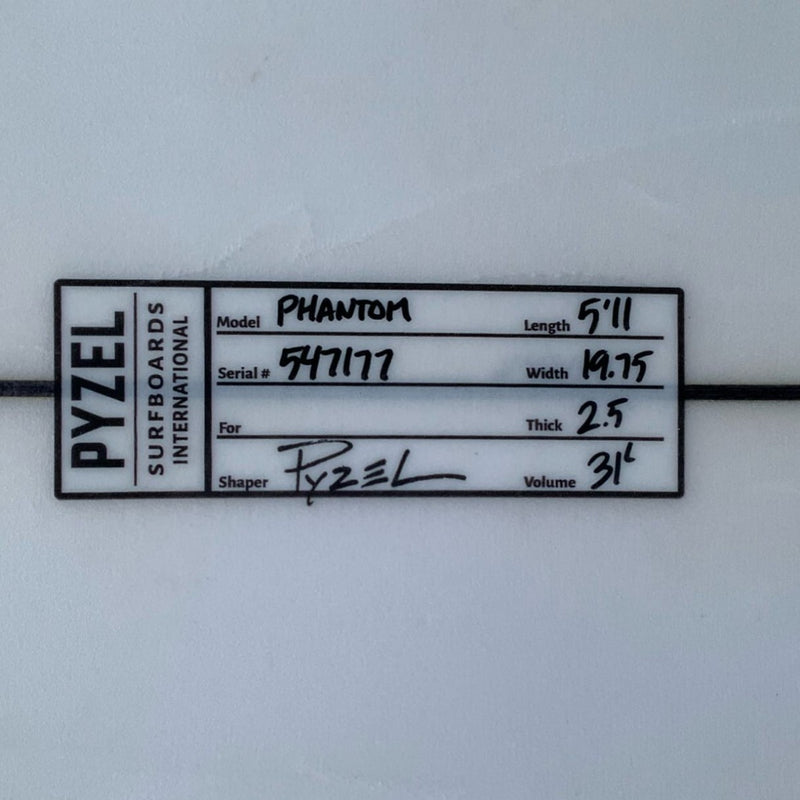 PYZEL
SURFBOARDS
INTERNATIONAL
Model PHANTOM Length 5'11
Serial # 547177 Width 19.75
For Thick 2.5
Shaper PyZEL Volume 31L